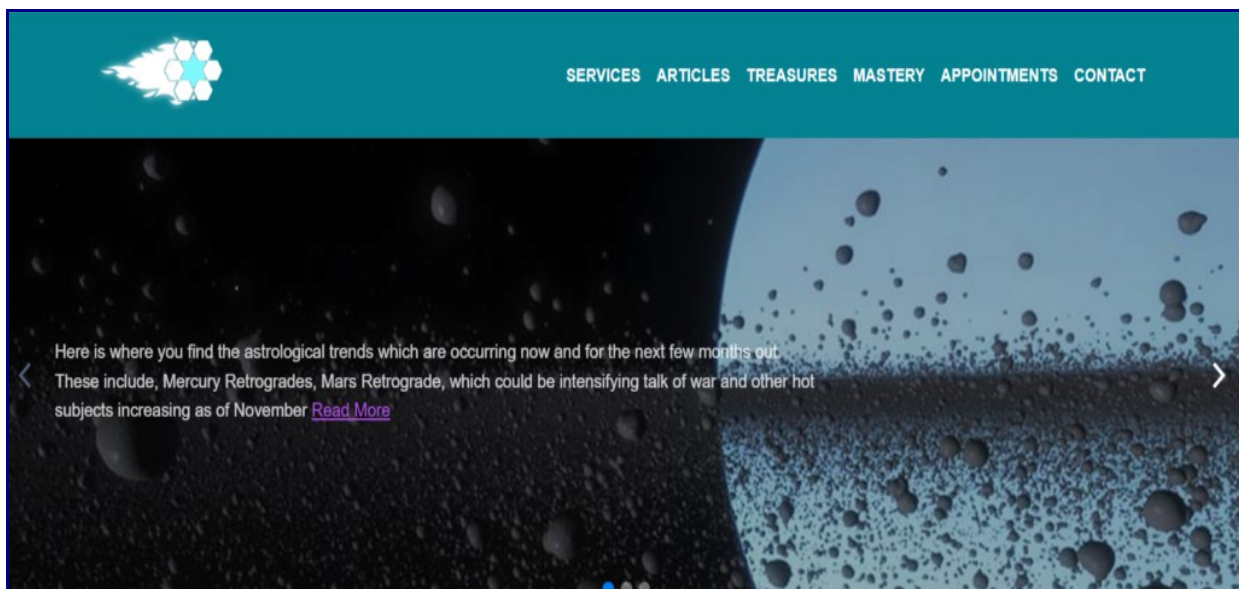 SERVICES ARTICLES TREASURES MASTERY APPOINTMENTS CONTACT
Here is where you find the astrological trends which are occurring now and for the next few months out.
These include, Mercury Retrogrades, Mars Retrograde, which could be intensifying talk of war and other hot
subjects increasing as of November Read More